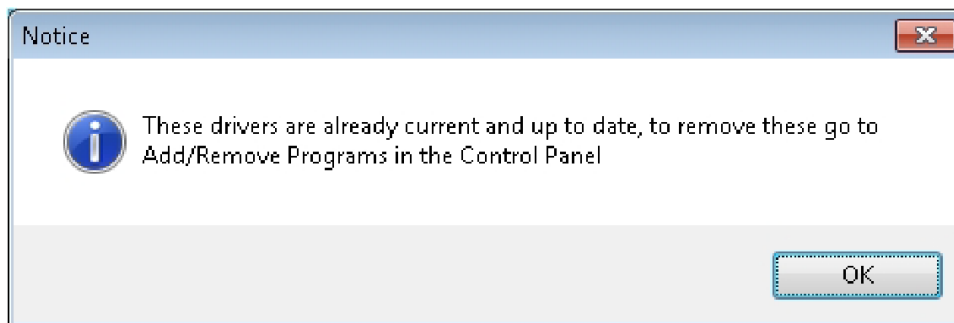 Notice
These drivers are already current and up to date, to remove these go to
Add/Remove Programs in the Control Panel
OK